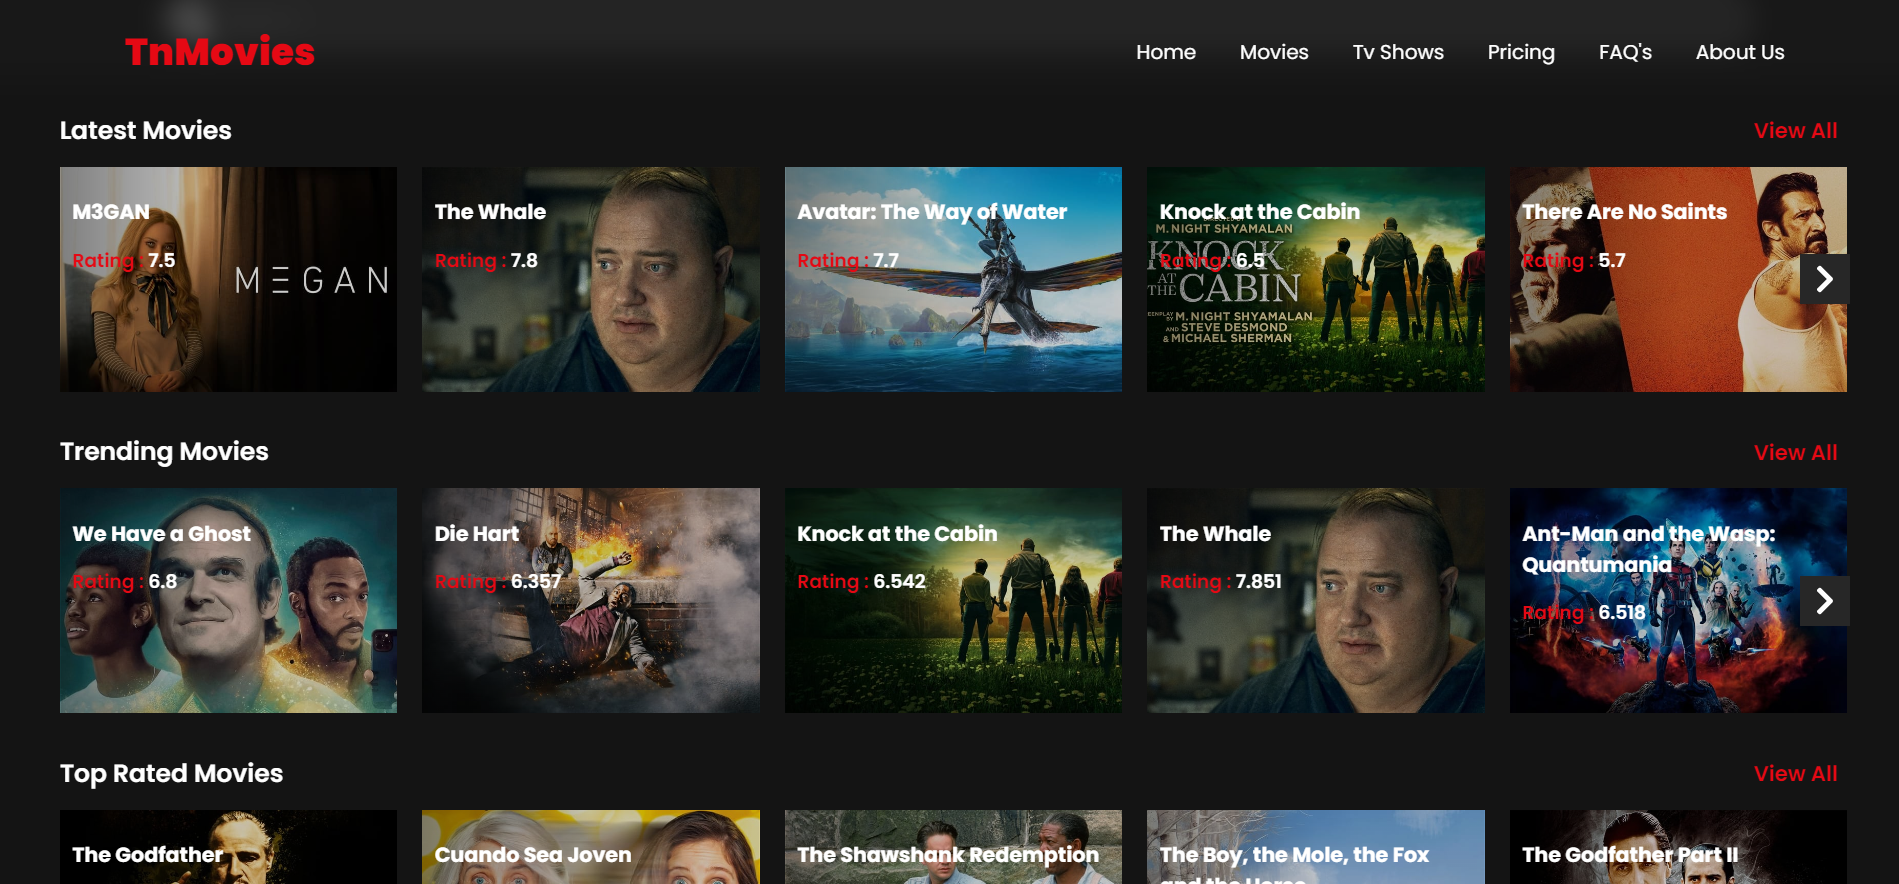 TnMovies
Home Movies Tv Shows Pricing FAQ's About Us
Latest Movies
View All
M3GAN
Rating : 7.5
MEGAN
The Whale
Rating : 7.8
Avatar: The Way of Water
Rating : 7.7
Knock at the Cabin
M. NIGHT SHYAMALAN
KNOCK
Rating : 6.5
AT
THE CABIN
BY M. NIGHT SHYAMALAN
AND STEVE DESMOND
& MICHAEL SHERMAN
There Are No Saints
Rating : 5.7
Trending Movies
View All
We Have a Ghost
Rating : 6.8
Die Hart
Rating : 6.357
Knock at the Cabin
Rating : 6.542
The Whale
Rating : 7.851
Ant-Man and the Wasp:
Quantumania
Rating : 6.518
Top Rated Movies
View All
The Godfather
Cuando Sea Joven
The Shawshank Redemption
The Boy, the Mole, the Fox
and the Horse
The Godfather Part II